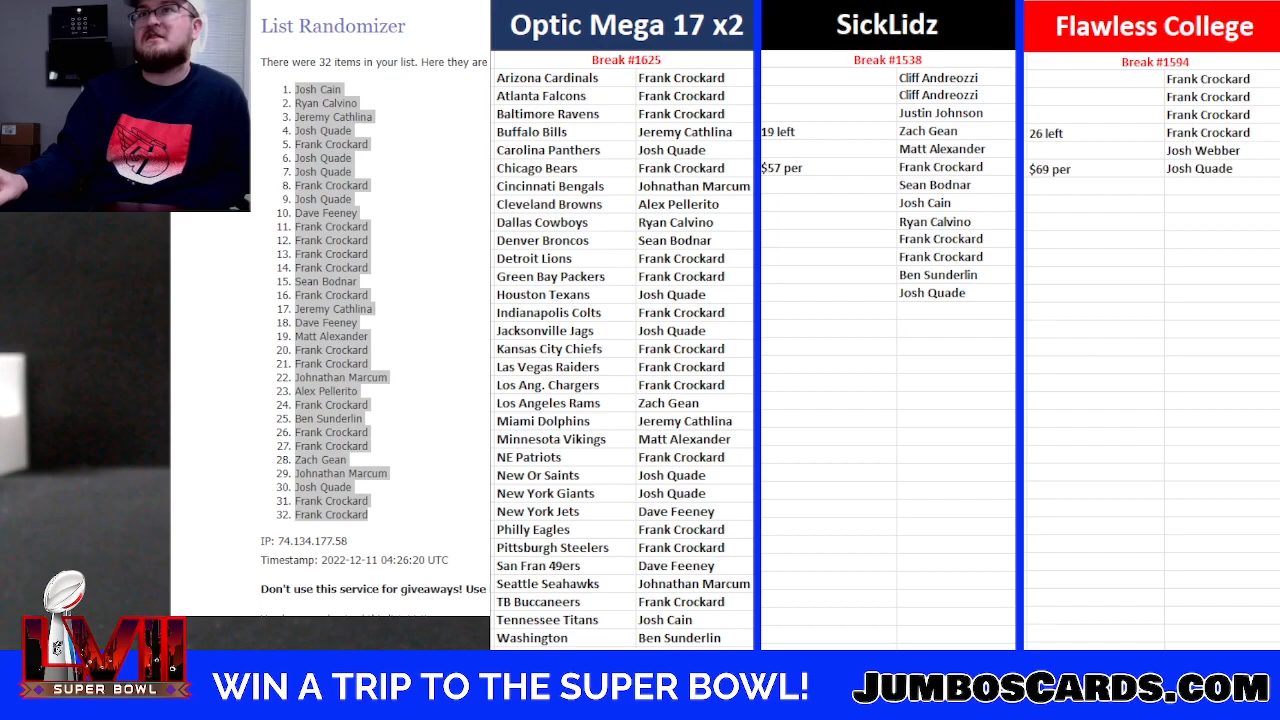 List Randomizer
There were 32 items in your list. Here they are
1. Josh Cain
2. Ryan Calvino
3. Jeremy Cathlina
4. Josh Quade
5. Frank Crockard
6. Josh Quade
7. Josh Quade
8. Frank Crockard
9. Josh Quade
10. Dave Feeney
11. Frank Crockard
12. Frank Crockard
13. Frank Crockard
14. Frank Crockard
15. Sean Bodnar
16. Frank Crockard
17. Jeremy Cathlina
18. Dave Feeney
19. Matt Alexander
20. Frank Crockard
21. Frank Crockard
22. Johnathan Marcum
23. Alex Pellerito
24. Frank Crockard
25. Ben Sunderlin
26. Frank Crockard
27. Frank Crockard
28. Zach Gean
29. Johnathan Marcum
30. Josh Quade
31. Frank Crockard
32. Frank Crockard
IP: 74.134.177.58
Timestamp: 2022-12-11 04:26:20 UTC
Don't use this service for giveaways! Use
Optic Mega 17 x2
Break #1625
Arizona Cardinals Frank Crockard
Atlanta Falcons Frank Crockard
Baltimore Ravens Frank Crockard
Buffalo Bills Jeremy Cathlina
Carolina Panthers Josh Quade
Chicago Bears Frank Crockard
Cincinnati Bengals Johnathan Marcum
Cleveland Browns Alex Pellerito
Dallas Cowboys Ryan Calvino
Denver Broncos Sean Bodnar
Detroit Lions Frank Crockard
Green Bay Packers Frank Crockard
Houston Texans Josh Quade
Indianapolis Colts Frank Crockard
Jacksonville Jags Josh Quade
Kansas City Chiefs Frank Crockard
Las Vegas Raiders Frank Crockard
Los Ang. Chargers Frank Crockard
Los Angeles Rams Zach Gean
Miami Dolphins Jeremy Cathlina
Minnesota Vikings Matt Alexander
NE Patriots Frank Crockard
New Or Saints Josh Quade
New York Giants Josh Quade
New York Jets Dave Feeney
Philly Eagles Frank Crockard
Pittsburgh Steelers Frank Crockard
San Fran 49ers Dave Feeney
Seattle Seahawks Johnathan Marcum
TB Buccaneers Frank Crockard
Tennessee Titans Josh Cain
Washington Ben Sunderlin
SickLidz
Break #1538
Cliff Andreozzi
Cliff Andreozzi
Justin Johnson
19 left Zach Gean
Matt Alexander
$57 per Frank Crockard
Sean Bodnar
Josh Cain
Ryan Calvino
Frank Crockard
Frank Crockard
Ben Sunderlin
Josh Quade
Flawless College
Break #1594
Frank Crockard
Frank Crockard
Frank Crockard
26 left Frank Crockard
Josh Webber
$69 per Josh Quade
LVII
SUPER BOWL
WIN A TRIP TO THE SUPER BOWL!
JUMBOSCARDS.COM